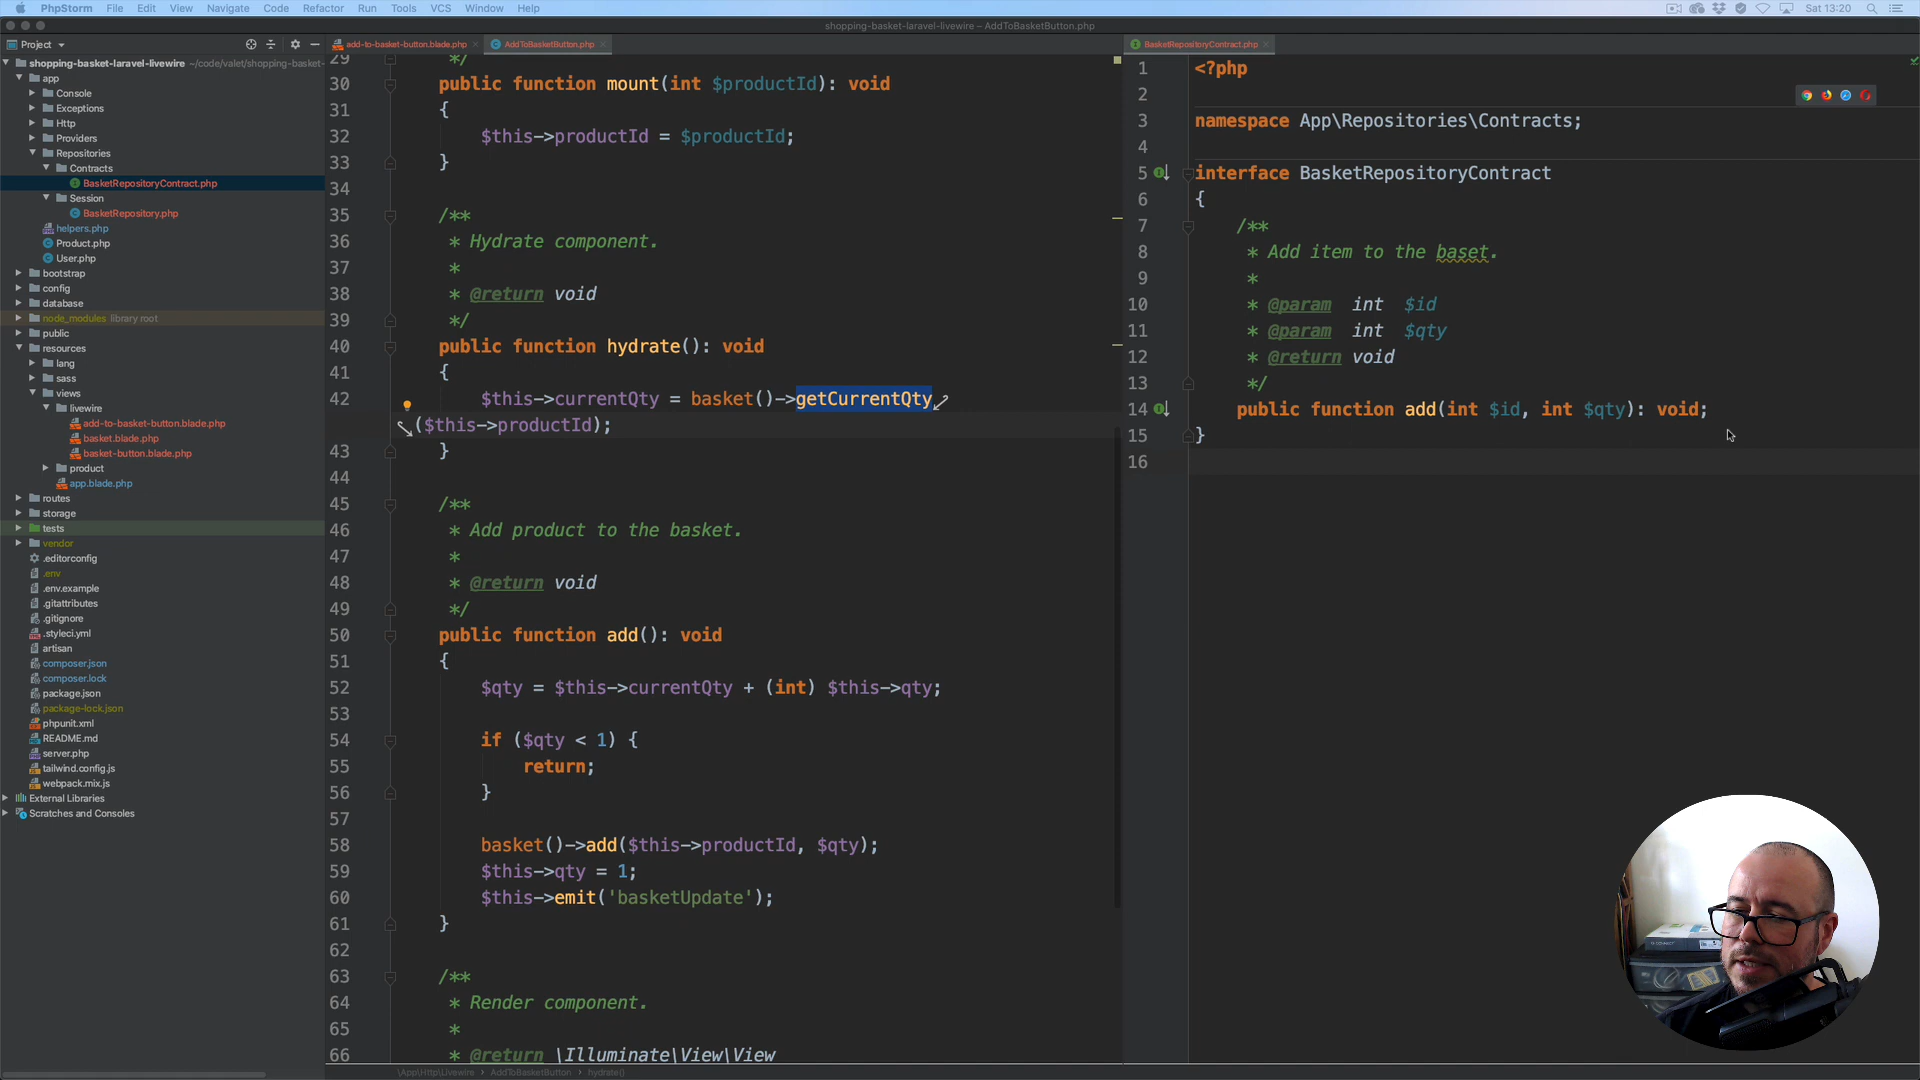 PhpStorm File Edit View Navigate Code Refactor Run Tools VCS Window Help Sat 13:20
shopping-basket-laravel-livewire – AddToBasketButton.php
Project
add-to-basket-button.blade.php
AddToBasketButton.php
BasketRepositoryContract.php
shopping-basket-laravel-livewire ~/code/valet/shopping-basket-
app
Console
Exceptions
Http
Providers
Repositories
Contracts
BasketRepositoryContract.php
Session
BasketRepository.php
helpers.php
Product.php
User.php
bootstrap
config
database
node_modules library root
public
resources
lang
sass
views
livewire
add-to-basket-button.blade.php
basket.blade.php
basket-button.blade.php
product
app.blade.php
routes
storage
tests
vendor
.editorconfig
.env
.env.example
.gitattributes
.gitignore
.styleci.yml
artisan
composer.json
composer.lock
package.json
package-lock.json
phpunit.xml
README.md
server.php
tailwind.config.js
webpack.mix.js
External Libraries
Scratches and Consoles
29 */
30 public function mount(int $productId): void
31 {
32 $this->productId = $productId;
33 }
34
35 /**
36 * Hydrate component.
37 *
38 * @return void
39 */
40 public function hydrate(): void
41 {
42 $this->currentQty = basket()->getCurrentQty
($this->productId);
43 }
44
45 /**
46 * Add product to the basket.
47 *
48 * @return void
49 */
50 public function add(): void
51 {
52 $qty = $this->currentQty + (int) $this->qty;
53
54 if ($qty < 1) {
55 return;
56 }
57
58 basket()->add($this->productId, $qty);
59 $this->qty = 1;
60 $this->emit('basketUpdate');
61 }
62
63 /**
64 * Render component.
65 *
66 * @return \Illuminate\View\View
\App\Http\Livewire › AddToBasketButton › hydrate()
1 <?php
2
3 namespace App\Repositories\Contracts;
4
5 interface BasketRepositoryContract
6 {
7 /**
8 * Add item to the baset.
9 *
10 * @param int $id
11 * @param int $qty
12 * @return void
13 */
14 public function add(int $id, int $qty): void;
15 }
16